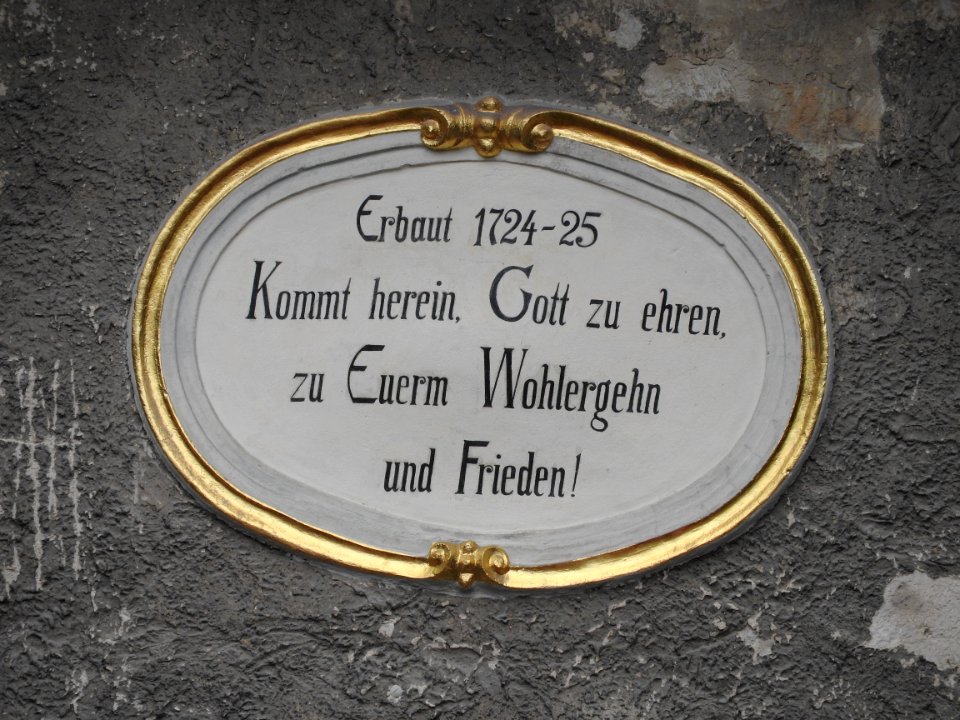 Erbaut 1724-25
Kommt herein, Gott zu ehren,
zu Euerm Wohlergehn
und Frieden!